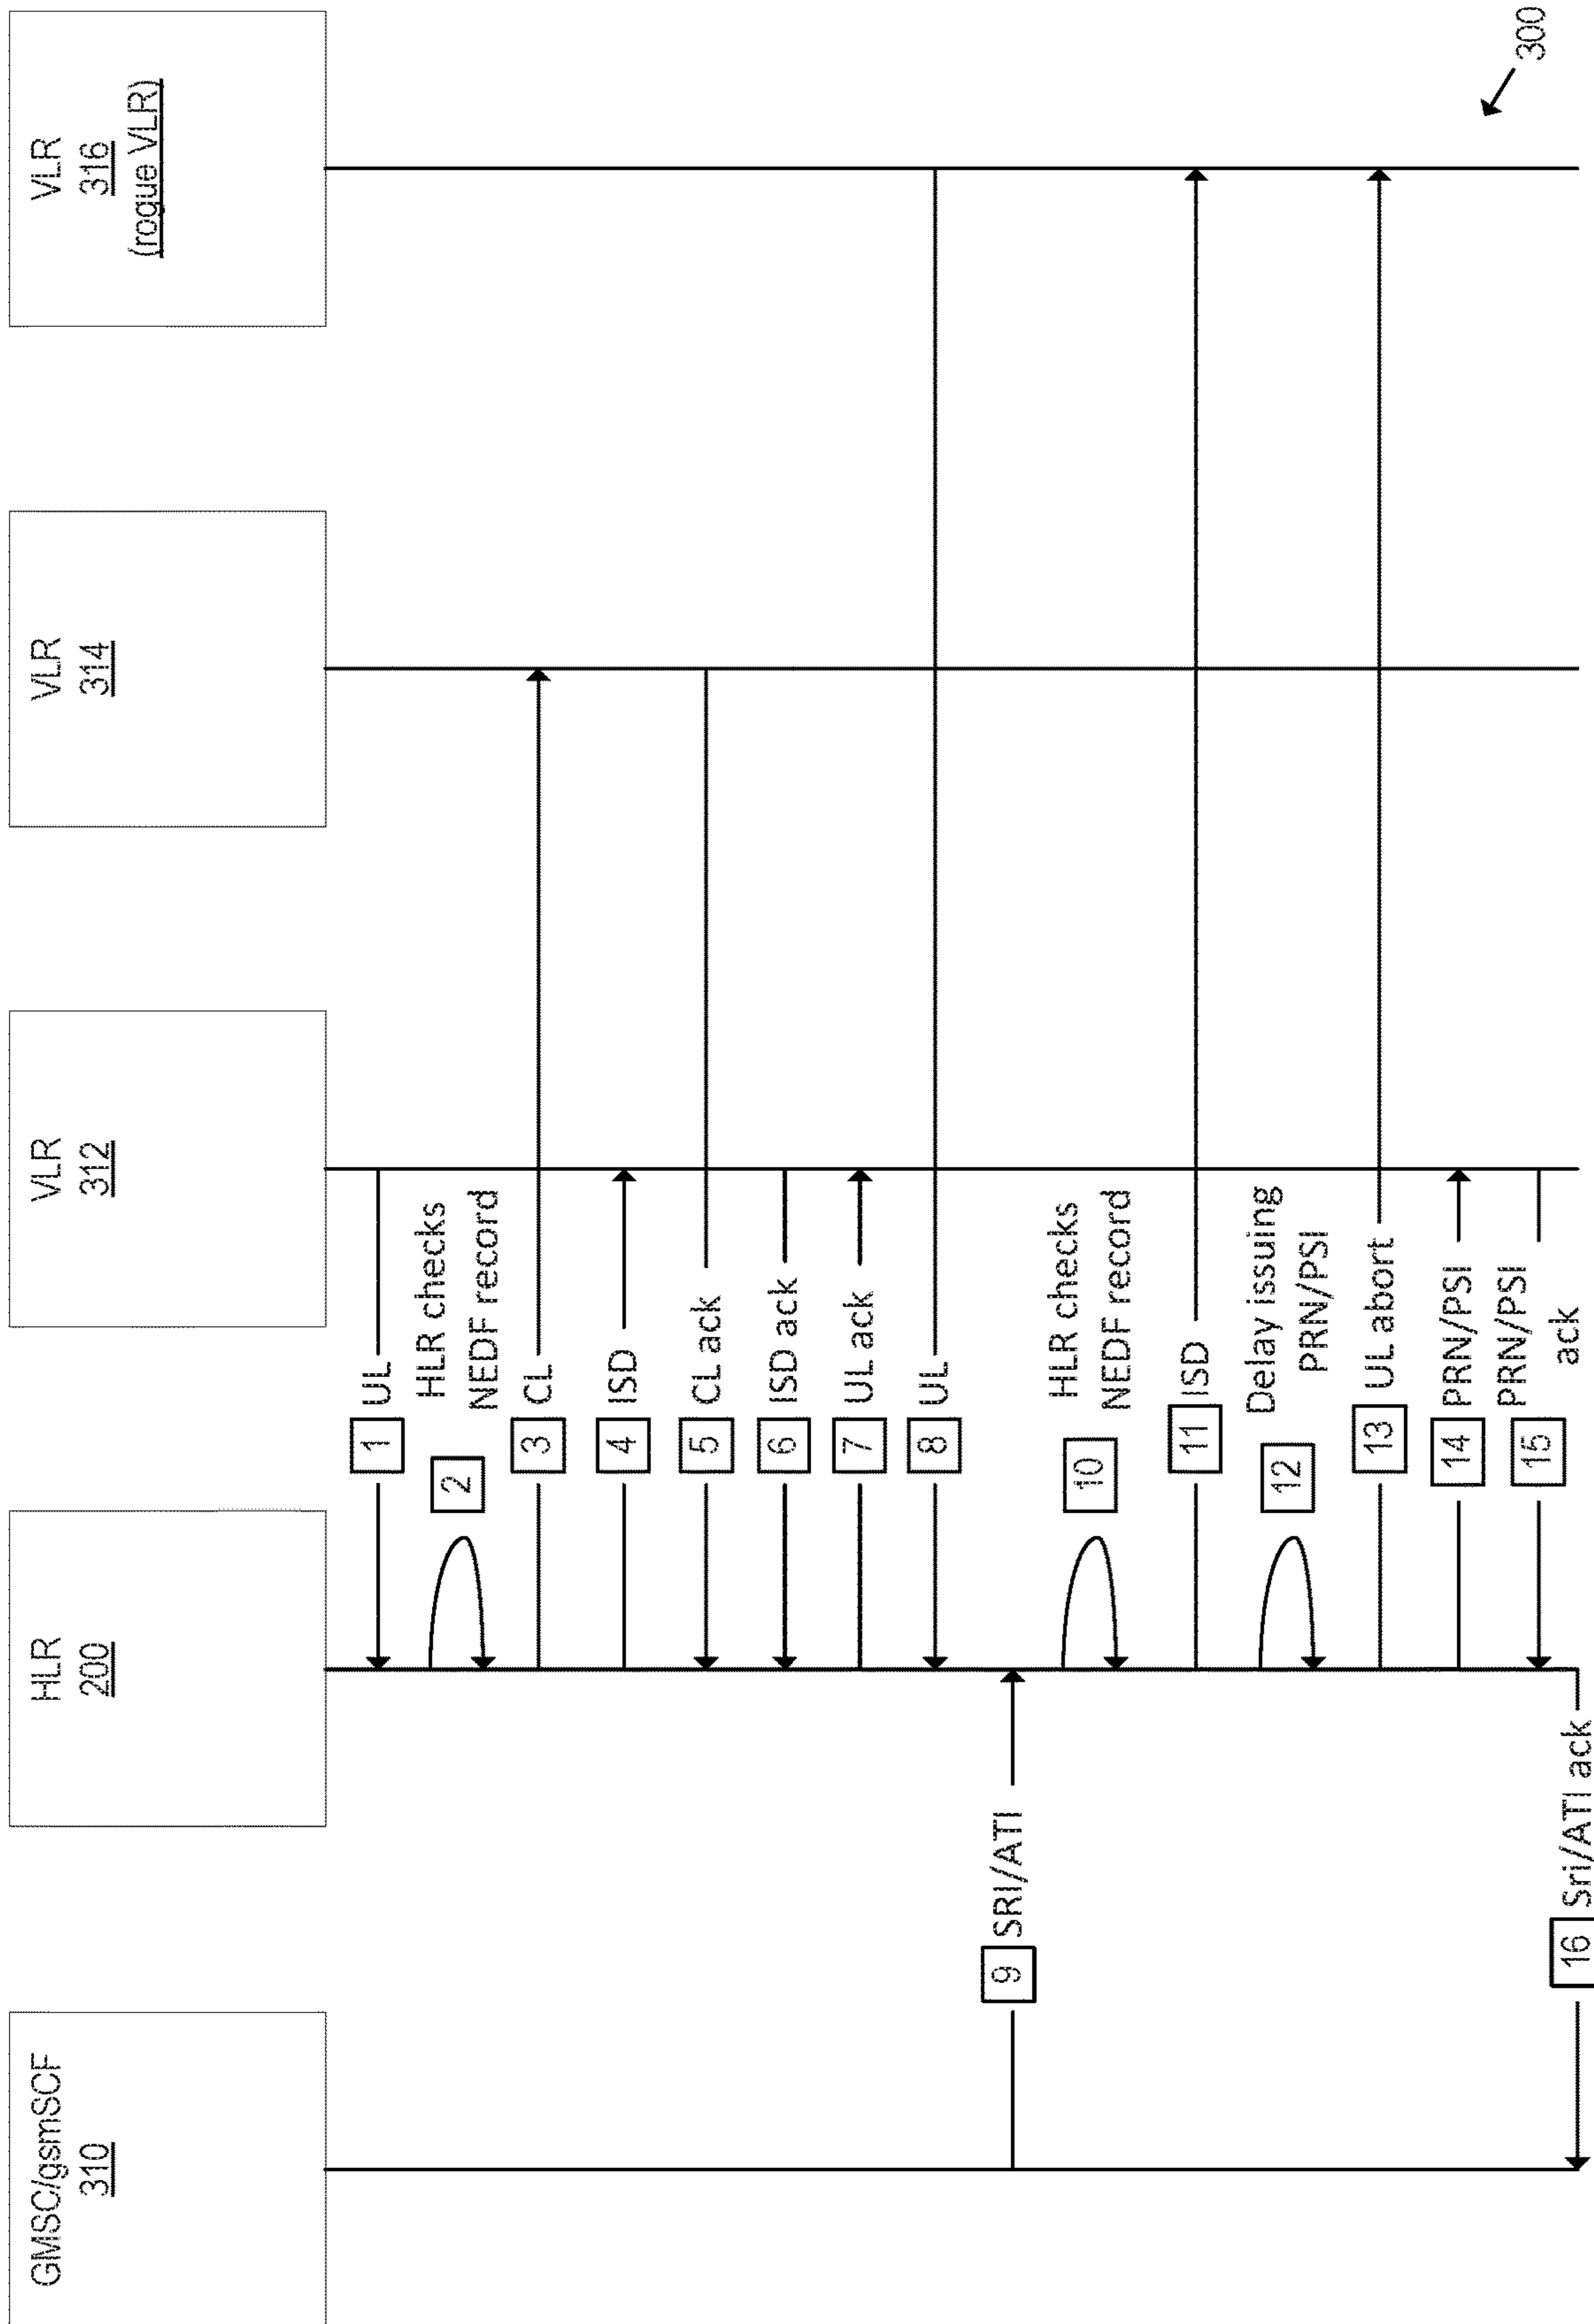 GMSC/gsmSCF
310
HLR
200
VLR
312
VLR
314
VLR
316
(rogue VLR)
1 UL
2 HLR checks
NEDF record
3 CL
4 ISD
5 CL ack
6 ISD ack
7 UL ack
8 UL
9 SRI/ATI
10 HLR checks
NEDF record
11 ISD
12 Delay issuing
PRN/PSI
13 UL abort
14 PRN/PSI
15 PRN/PSI
ack
16 Sri/ATI ack
300